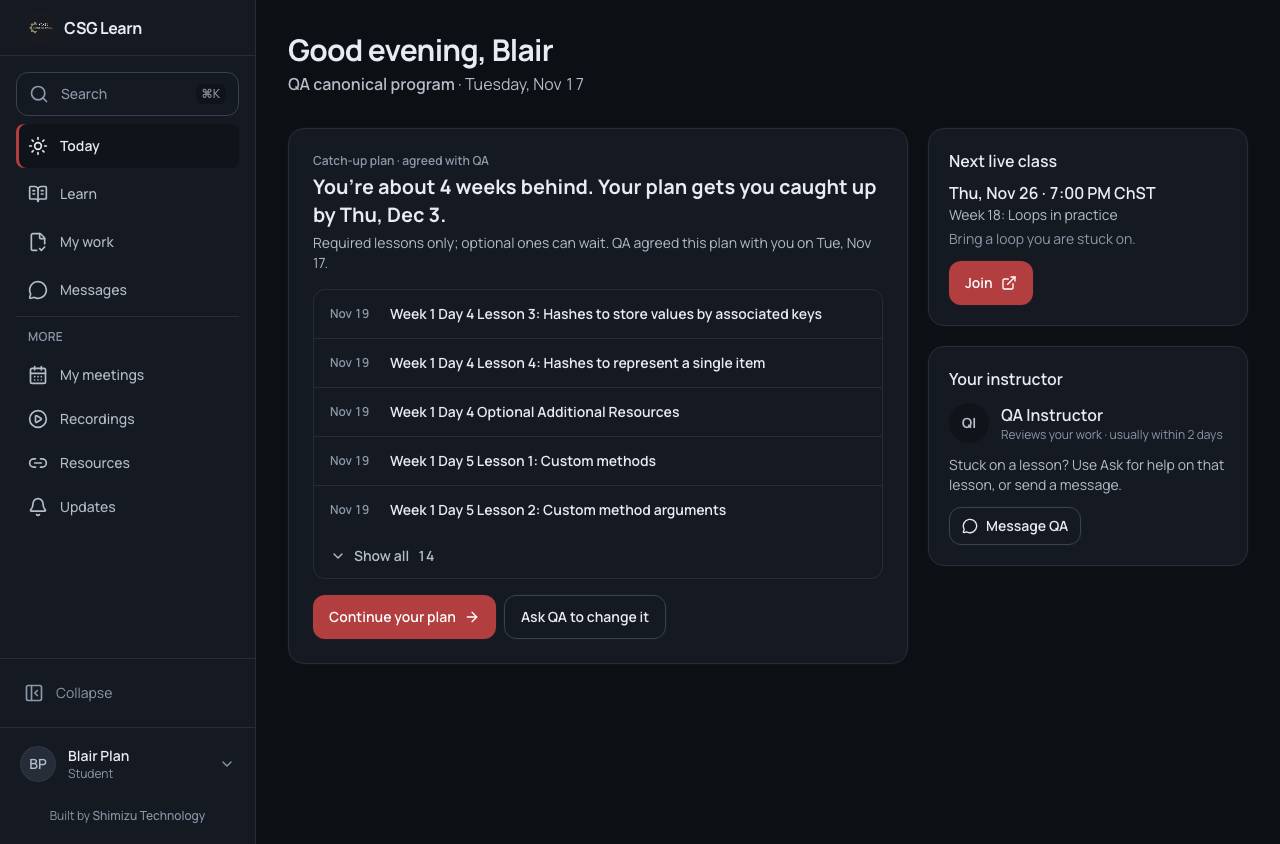 CSG Learn
Search ⌘K
Today
Learn
My work
Messages
MORE
My meetings
Recordings
Resources
Updates
Collapse
BP
Blair Plan
Student
Built by Shimizu Technology
Good evening, Blair
QA canonical program · Tuesday, Nov 17
Catch-up plan · agreed with QA
You're about 4 weeks behind. Your plan gets you caught up
by Thu, Dec 3.
Required lessons only; optional ones can wait. QA agreed this plan with you on Tue, Nov
17.
Nov 19 Week 1 Day 4 Lesson 3: Hashes to store values by associated keys
Nov 19 Week 1 Day 4 Lesson 4: Hashes to represent a single item
Nov 19 Week 1 Day 4 Optional Additional Resources
Nov 19 Week 1 Day 5 Lesson 1: Custom methods
Nov 19 Week 1 Day 5 Lesson 2: Custom method arguments
Show all 14
Continue your plan
Ask QA to change it
Next live class
Thu, Nov 26 · 7:00 PM ChST
Week 18: Loops in practice
Bring a loop you are stuck on.
Join
Your instructor
QI
QA Instructor
Reviews your work · usually within 2 days
Stuck on a lesson? Use Ask for help on that
lesson, or send a message.
Message QA